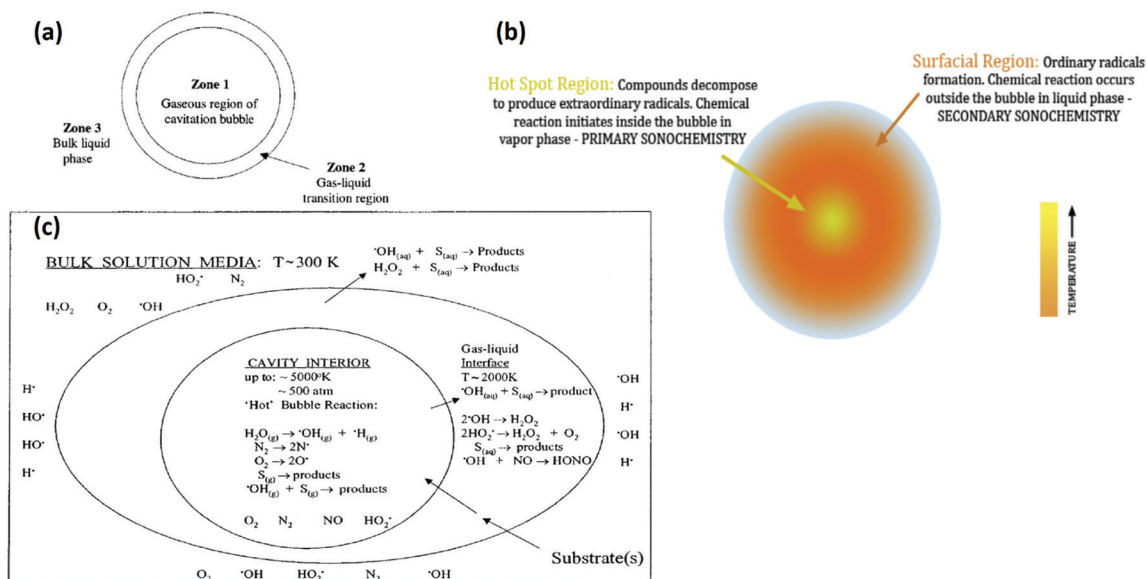 (a)
Zone 1
Gaseous region of
cavitation bubble
Zone 3
Bulk liquid
phase
Zone 2
Gas-liquid
transition region
(b)
Hot Spot Region: Compounds decompose
to produce extraordinary radicals. Chemical
reaction initiates inside the bubble in
vapor phase - PRIMARY SONOCHEMISTRY
Surfacial Region: Ordinary radicals
formation. Chemical reaction occurs
outside the bubble in liquid phase -
SECONDARY SONOCHEMISTRY
TEMPERATURE
(c)
BULK SOLUTION MEDIA: T~300 K
HO₂• N₂
H₂O₂ O₂ •OH
•OH(aq) + S(aq) → Products
H₂O₂ + S(aq) → Products
H•
HO•
HO•
H•
CAVITY INTERIOR
up to: ~5000°K
~500 atm
'Hot' Bubble Reaction:
H₂O(g) → •OH(g) + •H(g)
N₂ → 2N•
O₂ → 2O•
S(g) → products
•OH(g) + S(g) → products
O₂ N₂ NO HO₂•
Gas-liquid
Interface
T~2000K
•OH(aq) + S(aq) → product
2•OH → H₂O₂
2HO₂• → H₂O₂ + O₂
S(aq) → products
•OH + NO → HONO
•OH
H•
•OH
H•
Substrate(s)
O₂ •OH HO₂• N₂ •OH